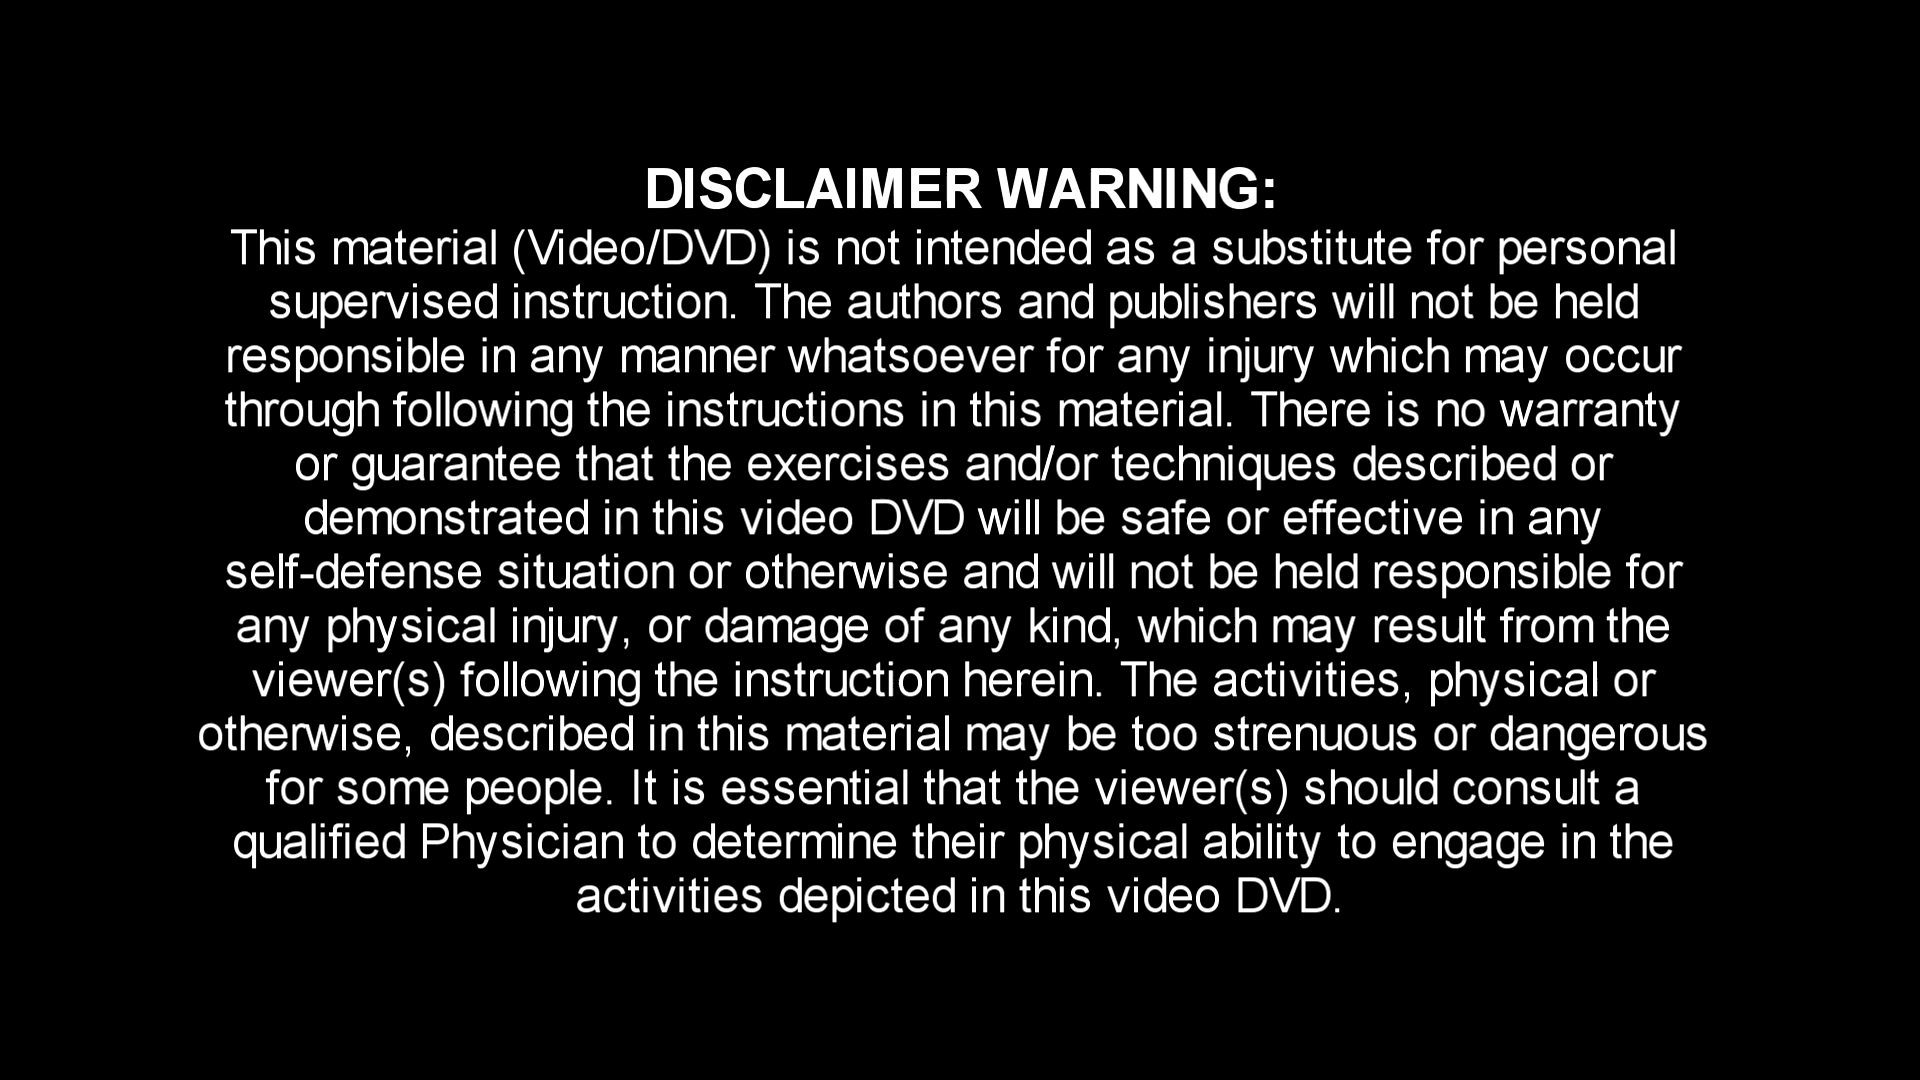 DISCLAIMER WARNING:
This material (Video/DVD) is not intended as a substitute for personal
supervised instruction. The authors and publishers will not be held
responsible in any manner whatsoever for any injury which may occur
through following the instructions in this material. There is no warranty
or guarantee that the exercises and/or techniques described or
demonstrated in this video DVD will be safe or effective in any
self-defense situation or otherwise and will not be held responsible for
any physical injury, or damage of any kind, which may result from the
viewer(s) following the instruction herein. The activities, physical or
otherwise, described in this material may be too strenuous or dangerous
for some people. It is essential that the viewer(s) should consult a
qualified Physician to determine their physical ability to engage in the
activities depicted in this video DVD.